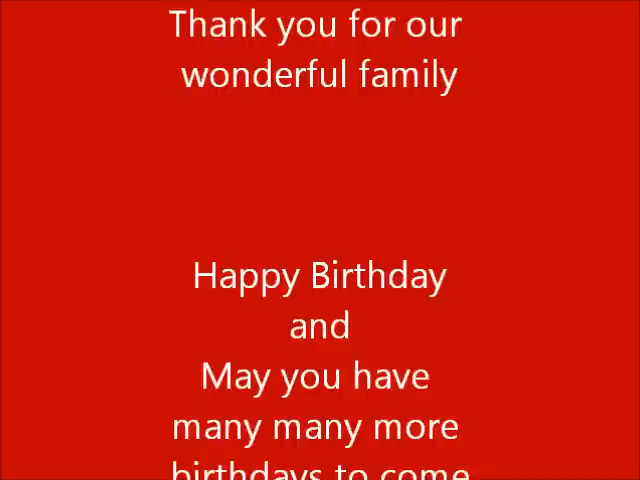 Thank you for our
wonderful family
Happy Birthday
and
May you have
many many more
birthdays to come